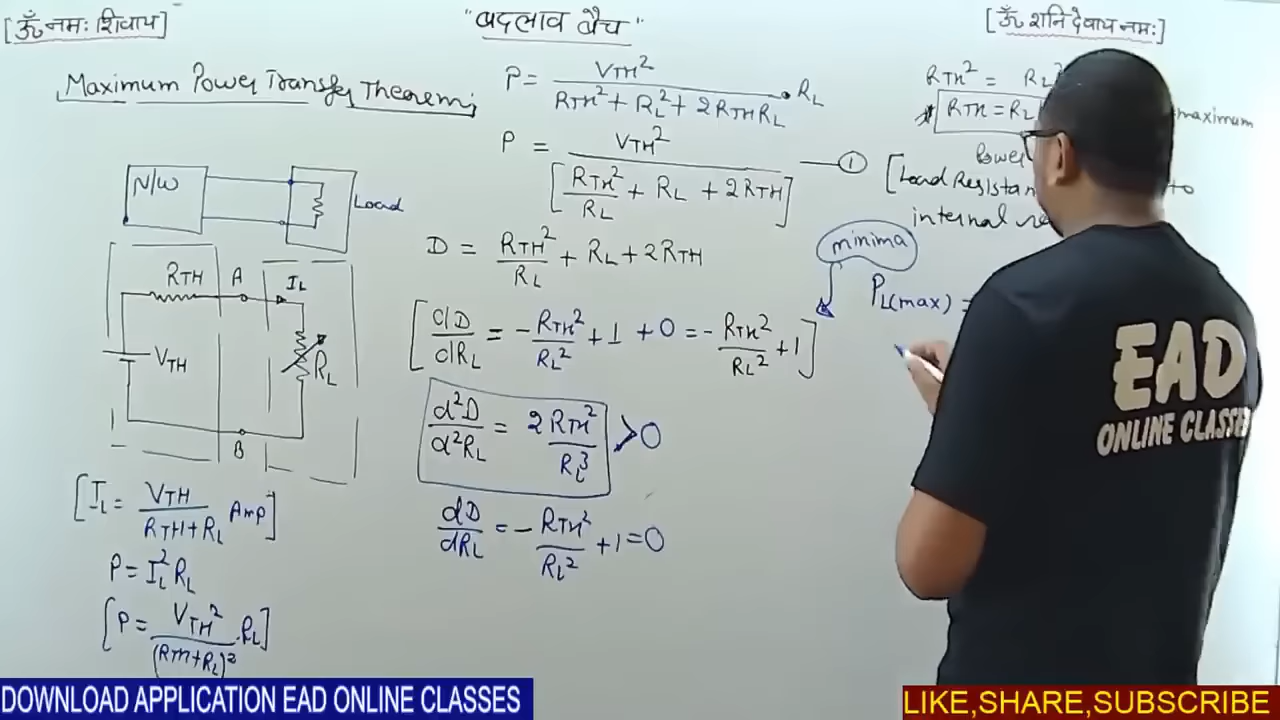 [ॐ नमः शिवाय]
"बदलाव बैच"
[ॐ शनि देवाय नमः]
Maximum Power Transfer Theorem:
N/W
Load
RTH A IL
VTH RL
B
[IL = VTH / (RTH+RL) Amp]
P = IL² RL
[P = VTH² / (RTH+RL)² . RL]
P = VTH² / (RTH² + RL² + 2RTHRL) • RL
P = VTH² / [RTH²/RL + RL + 2RTH] — ①
D = RTH²/RL + RL + 2RTH
[dD/dRL = -RTH²/RL² + 1 + 0 = -RTH²/RL² + 1]
d²D/d²RL = 2RTH²/RL³ > 0
dD/dRL = -RTH²/RL² + 1 = 0
minima
RTH² = RL²
* RTH = RL
maximum
Power
[Load Resistan
to
internal
PL(max) =
EAD
ONLINE CLASSE
DOWNLOAD APPLICATION EAD ONLINE CLASSES
LIKE,SHARE,SUBSCRIBE